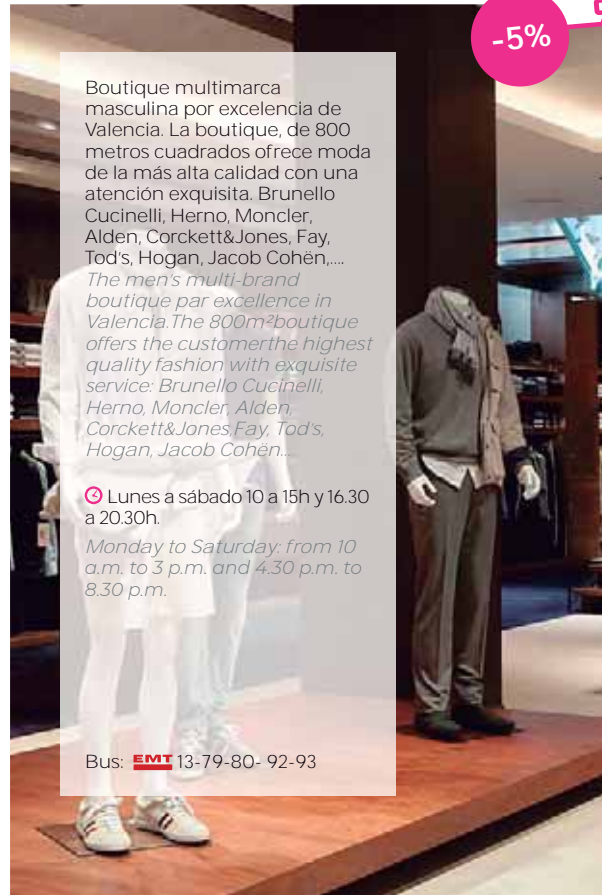 -5%
Boutique multimarca
masculina por excelencia de
Valencia. La boutique, de 800
metros cuadrados ofrece moda
de la más alta calidad con una
atención exquisita. Brunello
Cucinelli, Herno, Moncler,
Alden, Corckett&Jones, Fay,
Tod's, Hogan, Jacob Cohën,....
The men's multi-brand
boutique par excellence in
Valencia.The 800m²boutique
offers the customerthe highest
quality fashion with exquisite
service: Brunello Cucinelli,
Herno, Moncler, Alden,
Corckett&Jones,Fay, Tod's,
Hogan, Jacob Cohën....
Lunes a sábado 10 a 15h y 16.30
a 20.30h.
Monday to Saturday: from 10
a.m. to 3 p.m. and 4.30 p.m. to
8.30 p.m.
Bus: EMT 13-79-80- 92-93